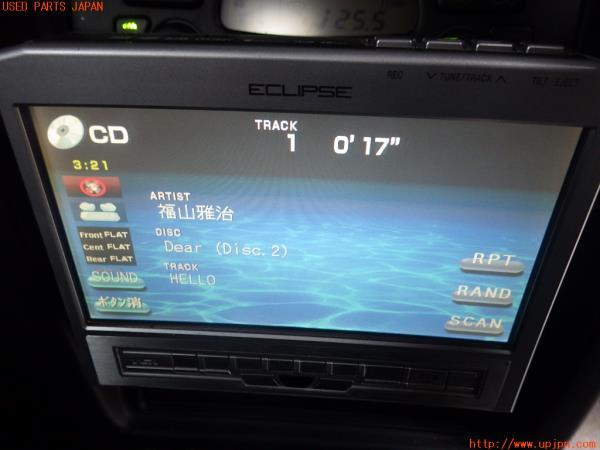 USED PARTS JAPAN
125.5
ECLIPSE
REC
TUNE/TRACK
TILT・EJECT
CD
TRACK
1 0'17"
3:21
ARTIST
福山雅治
DISC
Dear (Disc.2)
TRACK
HELLO
Front FLAT
Cent FLAT
Rear FLAT
SOUND
ボタン消
RPT
RAND
SCAN
http://www.upjpn.com